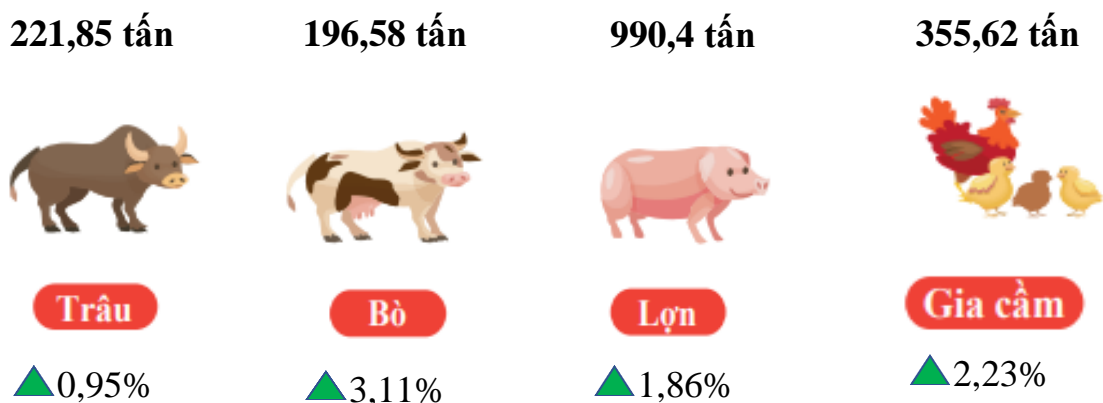 221,85 tấn
196,58 tấn
990,4 tấn
355,62 tấn
Trâu
Bò
Lợn
Gia cầm
0,95%
3,11%
1,86%
2,23%